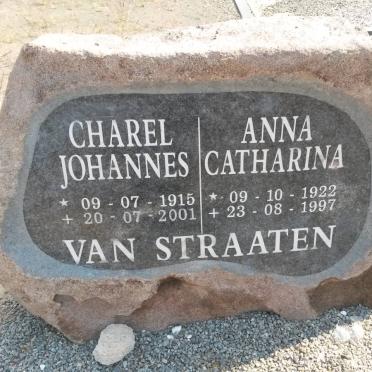 CHAREL
JOHANNES
* 09 - 07 - 1915
+ 20 - 07 - 2001
ANNA
CATHARINA
* 09 - 10 - 1922
+ 23 - 08 - 1997
VAN STRAATEN